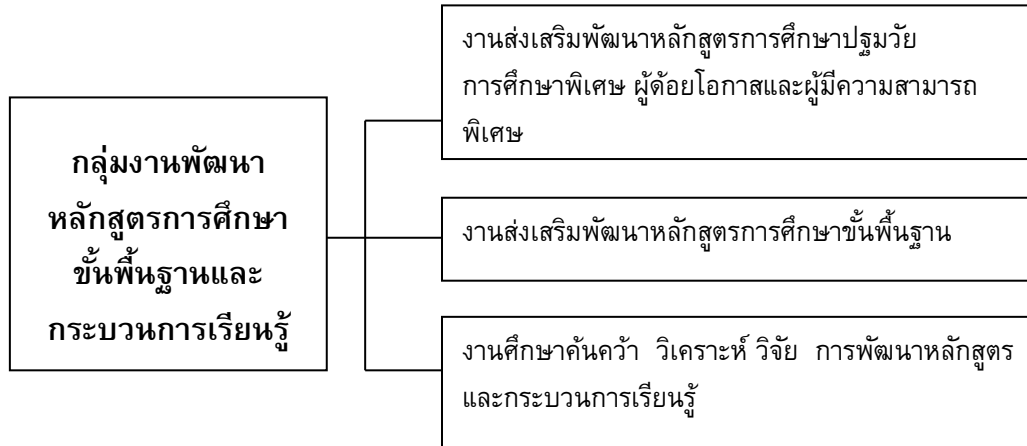 กลุ่มงานพัฒนา
หลักสูตรการศึกษา
ขั้นพื้นฐานและ
กระบวนการเรียนรู้
งานส่งเสริมพัฒนาหลักสูตรการศึกษาปฐมวัย
การศึกษาพิเศษ ผู้ด้อยโอกาสและผู้มีความสามารถ
พิเศษ
งานส่งเสริมพัฒนาหลักสูตรการศึกษาขั้นพื้นฐาน
งานศึกษาค้นคว้า วิเคราะห์ วิจัย การพัฒนาหลักสูตร
และกระบวนการเรียนรู้